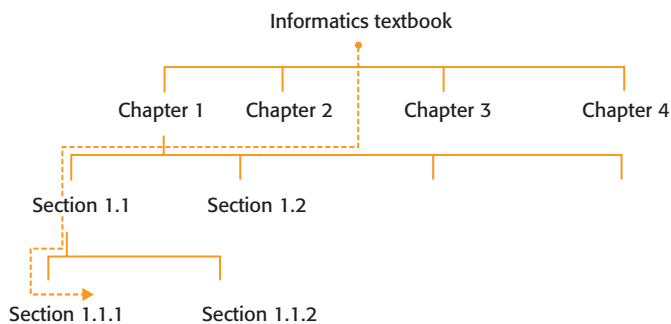 Informatics textbook
Chapter 1 Chapter 2 Chapter 3 Chapter 4
Section 1.1 Section 1.2
Section 1.1.1 Section 1.1.2